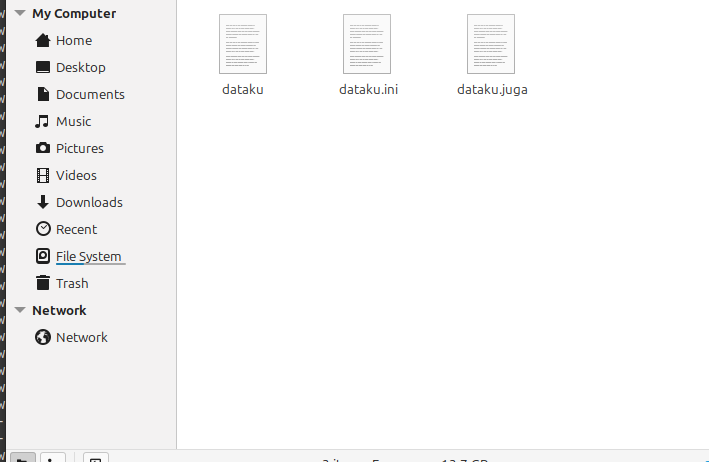 My Computer
Home
Desktop
Documents
Music
Pictures
Videos
Downloads
Recent
File System
Trash
Network
Network
dataku
dataku.ini
dataku.juga